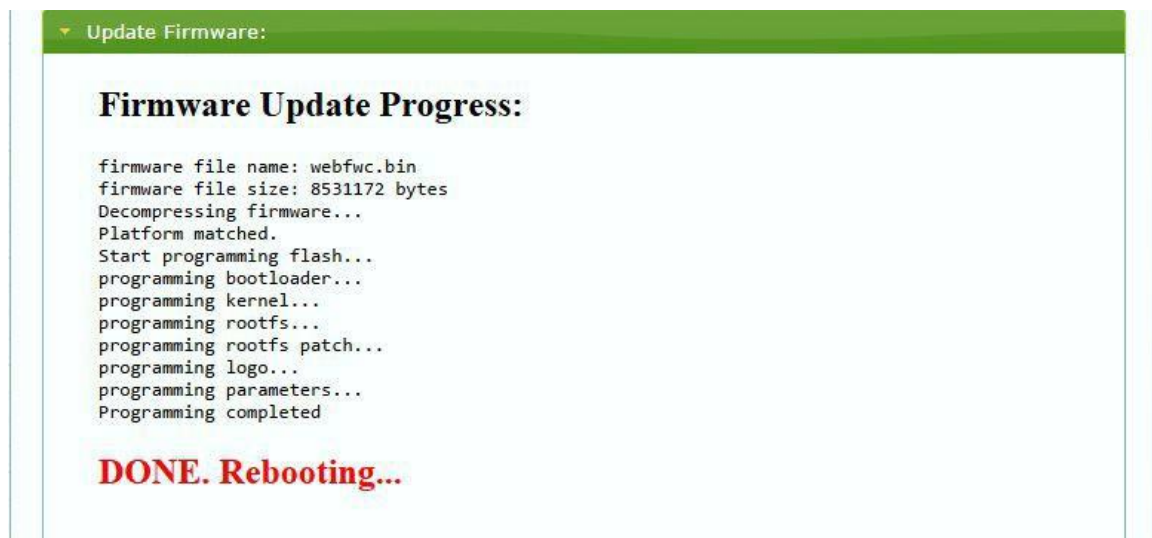 Update Firmware:
Firmware Update Progress:
firmware file name: webfwc.bin
firmware file size: 8531172 bytes
Decompressing firmware...
Platform matched.
Start programming flash...
programming bootloader...
programming kernel...
programming rootfs...
programming rootfs patch...
programming logo...
programming parameters...
Programming completed
DONE. Rebooting...